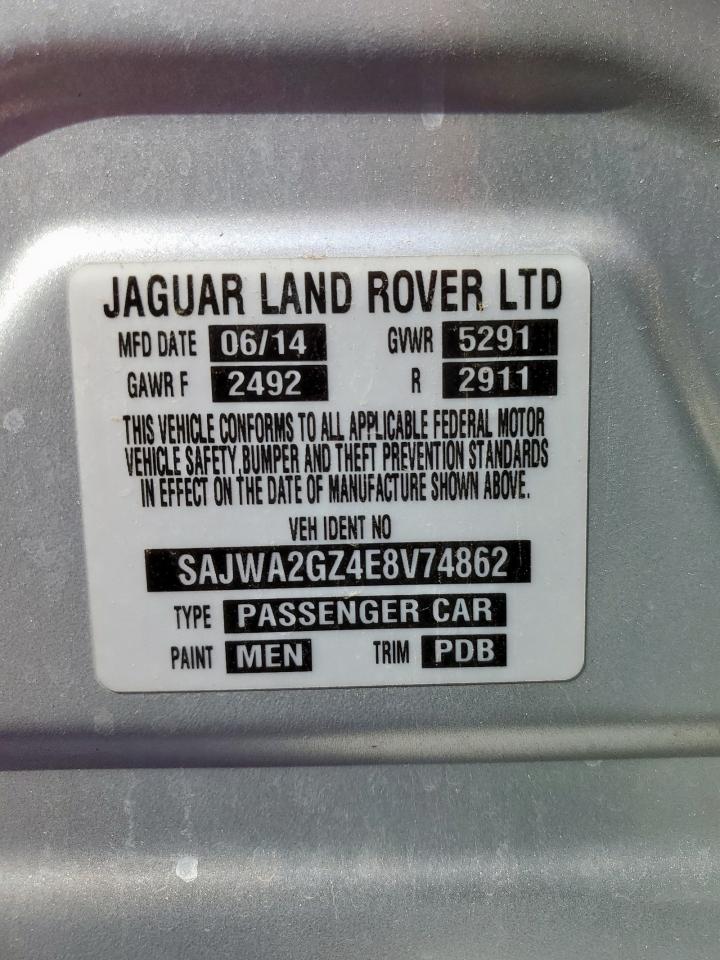 JAGUAR LAND ROVER LTD
MFD DATE 06/14 GVWR 5291
GAWR F 2492 R 2911
THIS VEHICLE CONFORMS TO ALL APPLICABLE FEDERAL MOTOR
VEHICLE SAFETY, BUMPER AND THEFT PREVENTION STANDARDS
IN EFFECT ON THE DATE OF MANUFACTURE SHOWN ABOVE.
VEH IDENT NO
SAJWA2GZ4E8V74862
TYPE PASSENGER CAR
PAINT MEN TRIM PDB